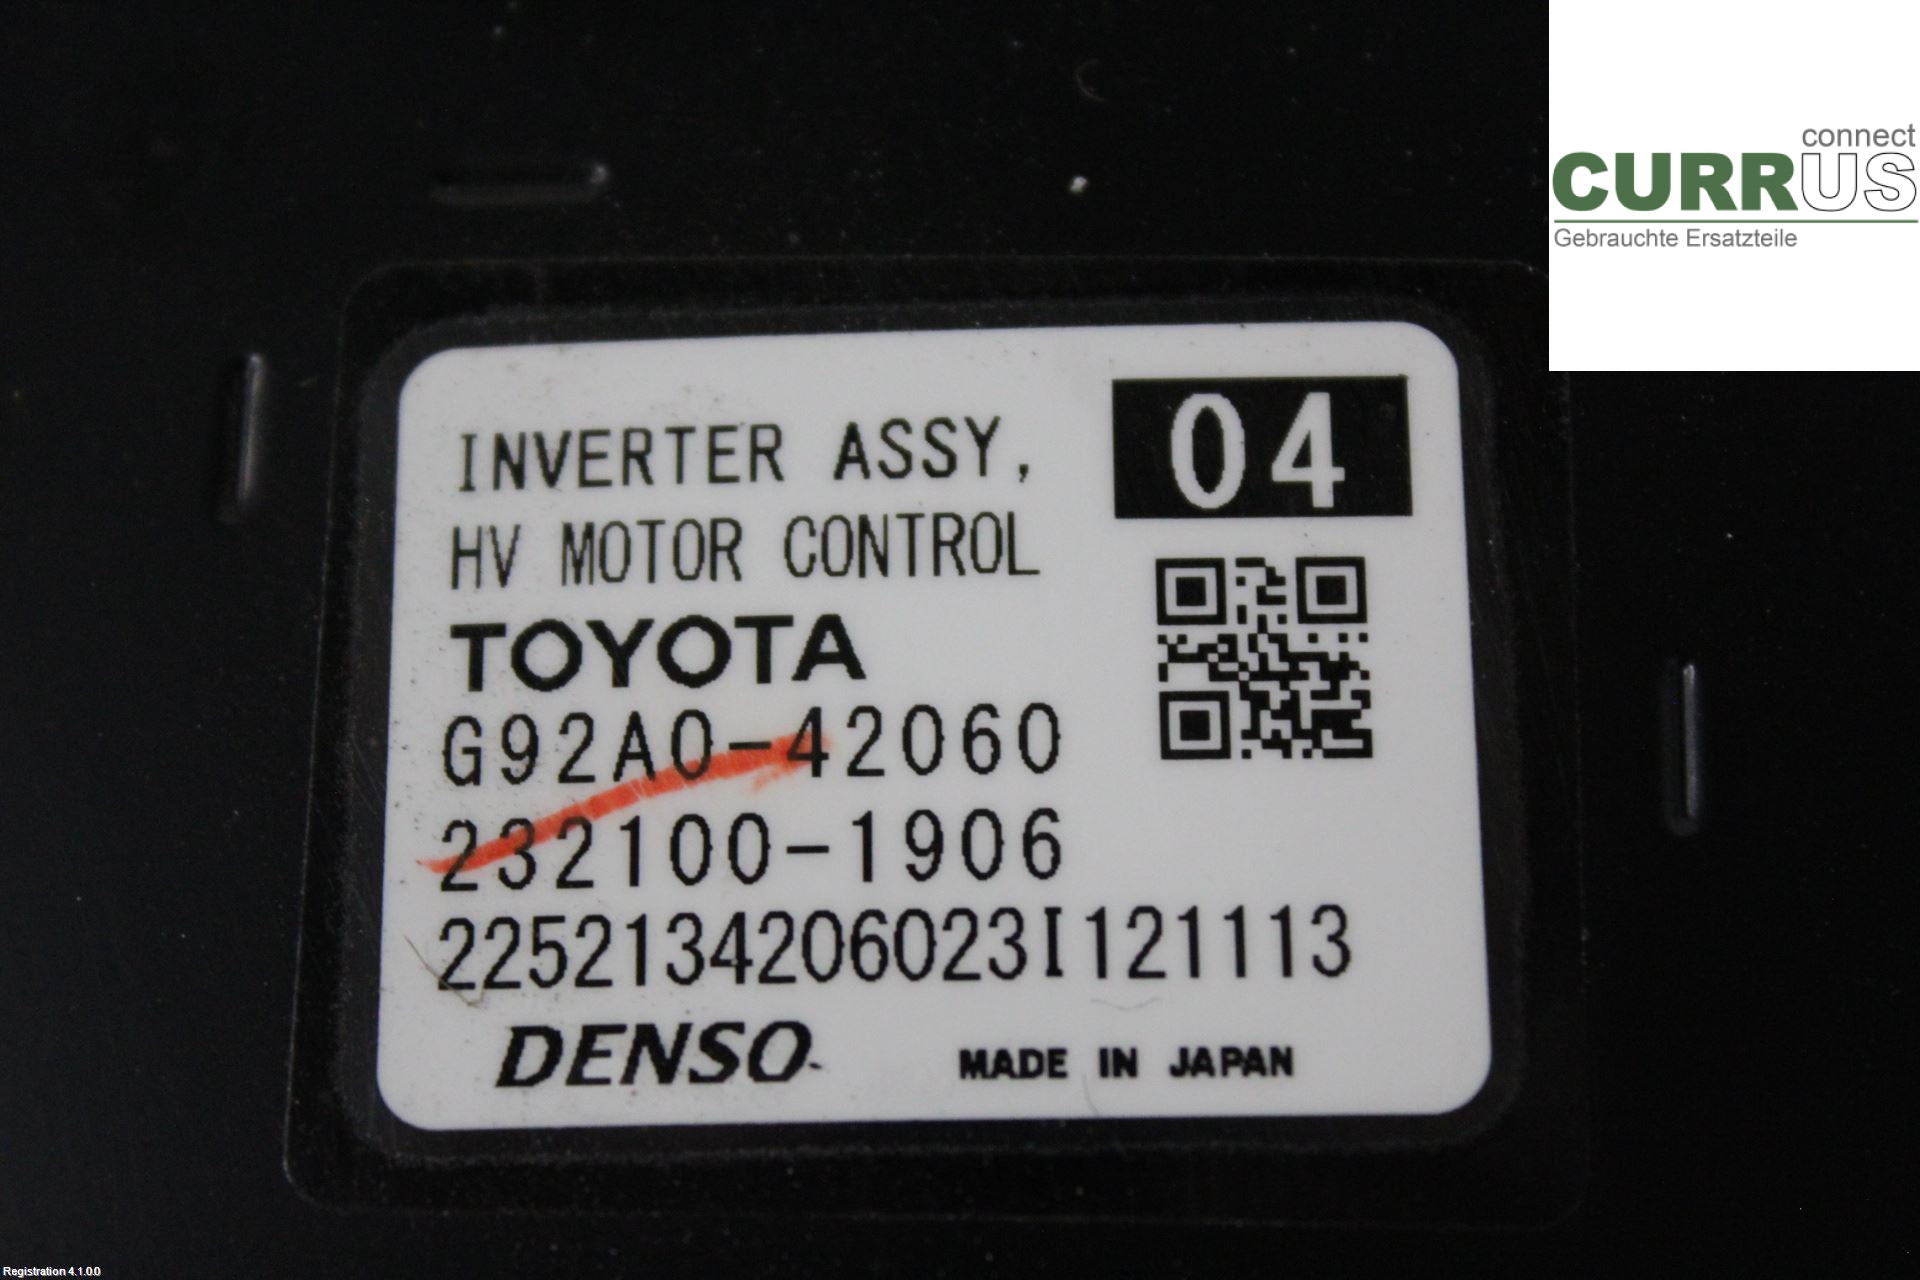 connect
CURRUS
Gebrauchte Ersatzteile
INVERTER ASSY,
04
HV MOTOR CONTROL
TOYOTA
G92A0-42060
232100-1906
2252134206023I121113
DENSO
MADE IN JAPAN
Registration 4.1.0.0